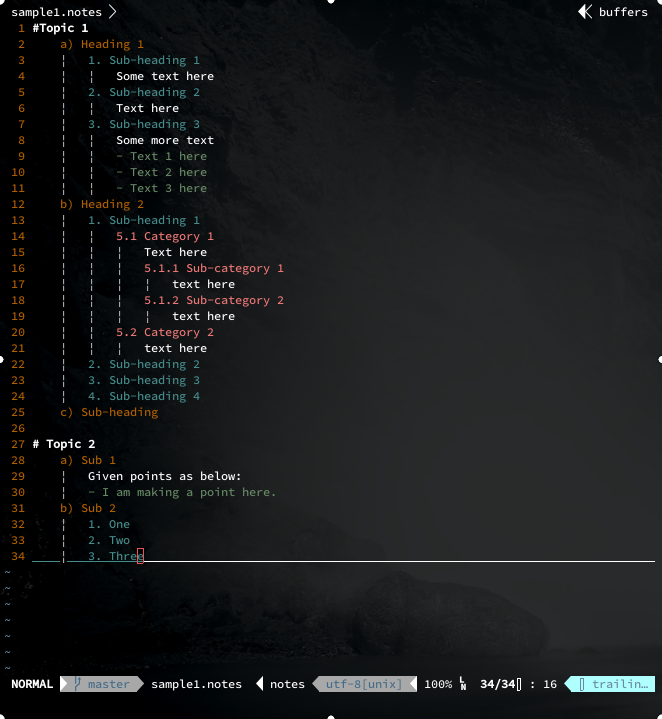 sample1.notes buffers
1 #Topic 1
2 a) Heading 1
3 1. Sub-heading 1
4 Some text here
5 2. Sub-heading 2
6 Text here
7 3. Sub-heading 3
8 Some more text
9 - Text 1 here
10 - Text 2 here
11 - Text 3 here
12 b) Heading 2
13 1. Sub-heading 1
14 5.1 Category 1
15 Text here
16 5.1.1 Sub-category 1
17 text here
18 5.1.2 Sub-category 2
19 text here
20 5.2 Category 2
21 text here
22 2. Sub-heading 2
23 3. Sub-heading 3
24 4. Sub-heading 4
25 c) Sub-heading
26
27 # Topic 2
28 a) Sub 1
29 Given points as below:
30 - I am making a point here.
31 b) Sub 2
32 1. One
33 2. Two
34 3. Three
~
~
~
~
~
~
~
NORMAL master sample1.notes notes utf-8[unix] 100% LN 34/34 : 16 trailin…